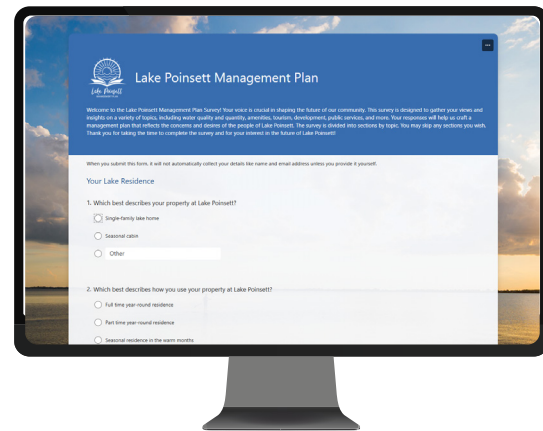 Lake Poinsett
Lake Poinsett Management Plan
Welcome to the Lake Poinsett Management Plan Survey! Your voice is crucial in shaping the future of our community. This survey is designed to gather your views and
insights on a variety of topics, including water quality and quantity, amenities, tourism, development, public services, and more. Your responses will help us craft a
management plan that reflects the concerns and desires of the people of Lake Poinsett. The survey is divided into sections by topic. You may skip any sections you wish.
Thank you for taking the time to complete the survey and for your interest in the future of Lake Poinsett!
When you submit this form, it will not automatically collect your details like name and email address unless you provide it yourself.
Your Lake Residence
1. Which best describes your property at Lake Poinsett?
Single-family lake home
Seasonal cabin
Other
2. Which best describes how you use your property at Lake Poinsett?
Full time year-round residence
Part time year-round residence
Seasonal residence in the warm months